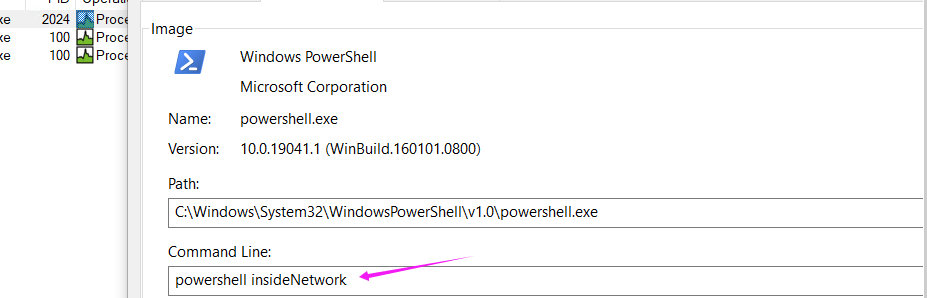 PID Operatio
xe 2024 Proce
xe 100 Proce
xe 100 Proce
Image
Windows PowerShell
Microsoft Corporation
Name: powershell.exe
Version: 10.0.19041.1 (WinBuild.160101.0800)
Path:
C:\Windows\System32\WindowsPowerShell\v1.0\powershell.exe
Command Line:
powershell insideNetwork